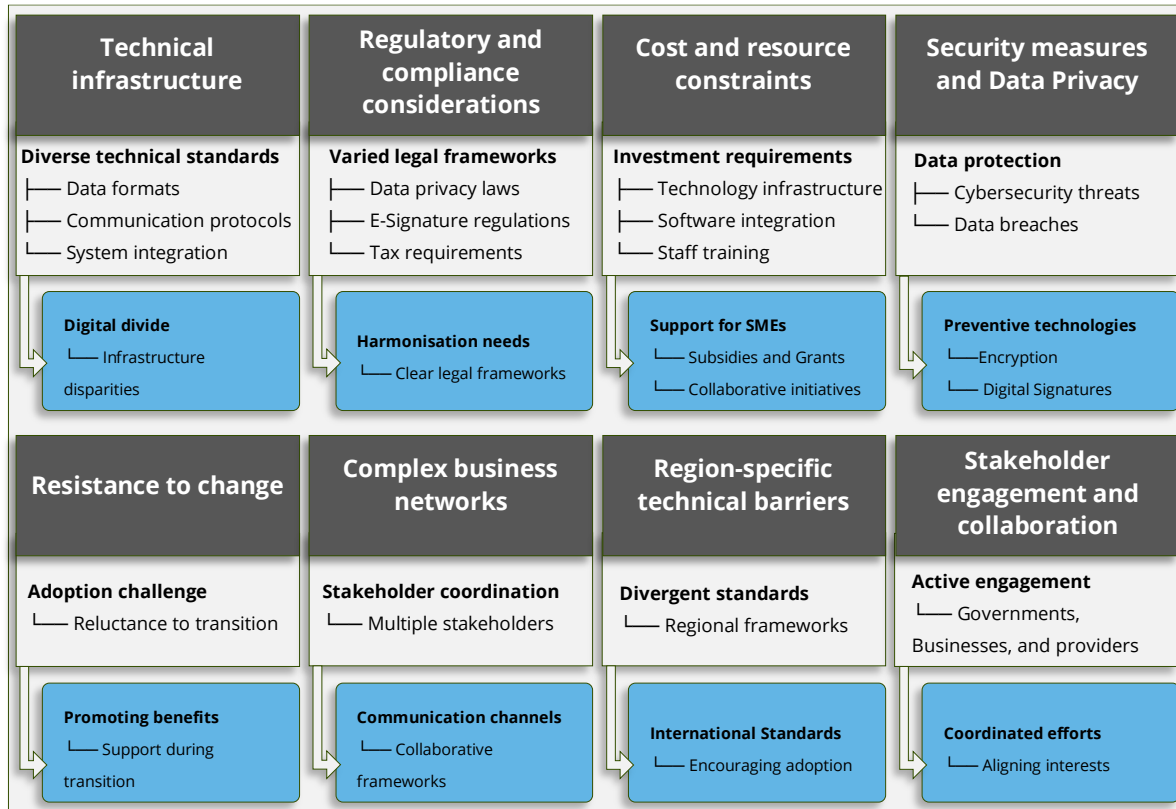 Technical
infrastructure
Diverse technical standards
├── Data formats
├── Communication protocols
└── System integration
Digital divide
└── Infrastructure
disparities
Regulatory and
compliance
considerations
Varied legal frameworks
├── Data privacy laws
├── E-Signature regulations
└── Tax requirements
Harmonisation needs
└── Clear legal frameworks
Cost and resource
constraints
Investment requirements
├── Technology infrastructure
├── Software integration
└── Staff training
Support for SMEs
└── Subsidies and Grants
└── Collaborative initiatives
Security measures
and Data Privacy
Data protection
├── Cybersecurity threats
└── Data breaches
Preventive technologies
└──Encryption
└── Digital Signatures
Resistance to change
Adoption challenge
└── Reluctance to transition
Promoting benefits
└── Support during
transition
Complex business
networks
Stakeholder coordination
└── Multiple stakeholders
Communication channels
└── Collaborative
frameworks
Region-specific
technical barriers
Divergent standards
└── Regional frameworks
International Standards
└── Encouraging adoption
Stakeholder
engagement and
collaboration
Active engagement
└── Governments,
Businesses, and providers
Coordinated efforts
└── Aligning interests